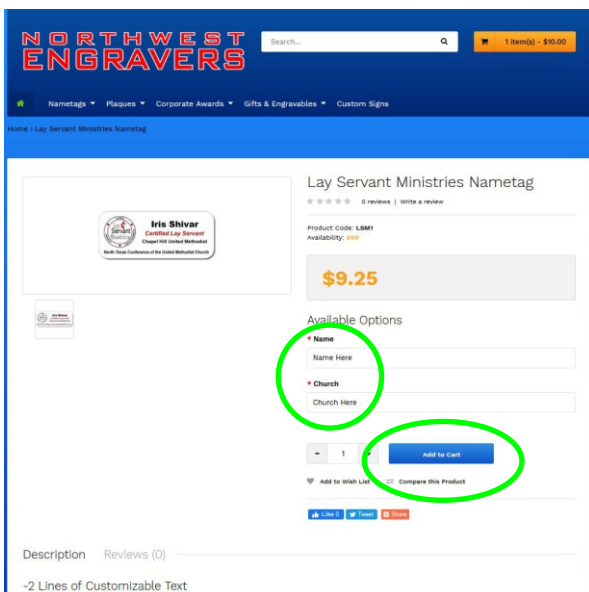 NORTHWEST
ENGRAVERS
Search...
1 item(s) - $10.00
Nametags
Plaques
Corporate Awards
Gifts & Engravables
Custom Signs
Home › Lay Servant Ministries Nametag
Lay Servant Ministries Nametag
0 reviews | Write a review
Iris Shivar
Certified Lay Servant
Chapel Hill United Methodist
North Texas Conference of the United Methodist Church
Servant
Product Code: LSM1
Availability: 999
$9.25
Available Options
* Name
Name Here
* Church
Church Here
- 1
Add to Cart
Add to Wish List
Compare this Product
Like 0
Tweet
Share
Description
Reviews (0)
-2 Lines of Customizable Text